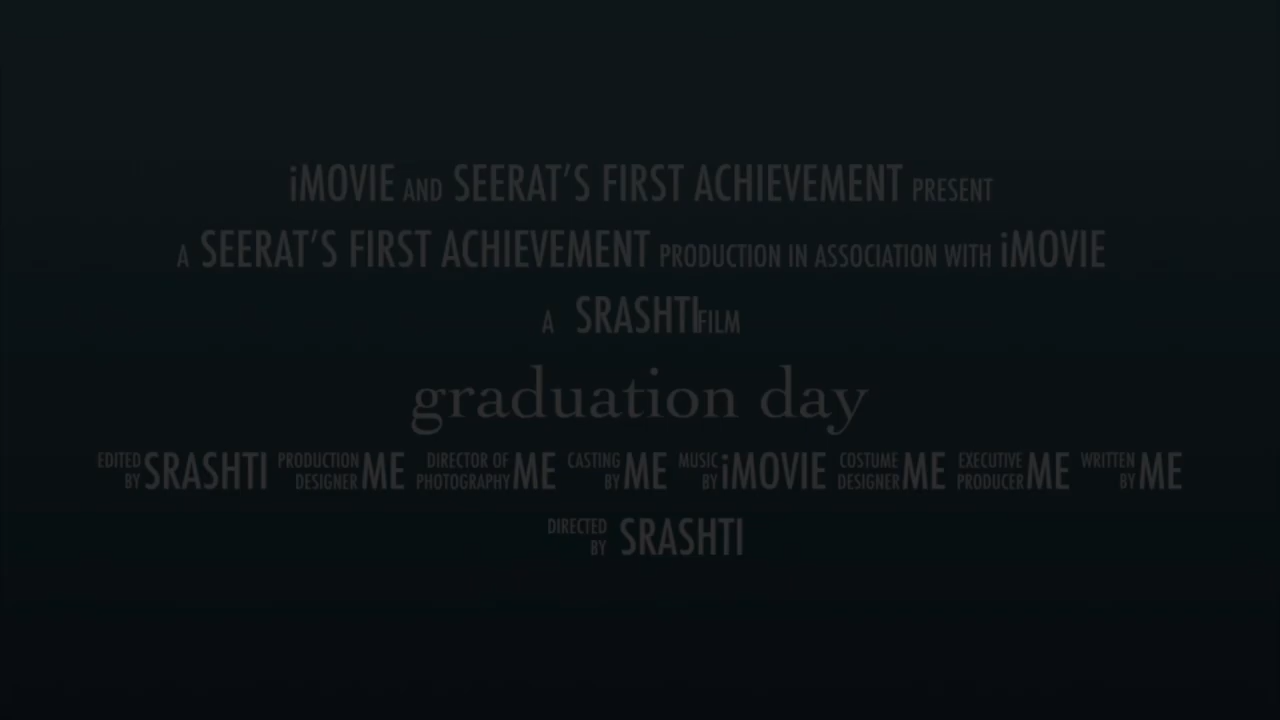 iMOVIE AND SEERAT'S FIRST ACHIEVEMENT PRESENT
A SEERAT'S FIRST ACHIEVEMENT PRODUCTION IN ASSOCIATION WITH iMOVIE
A SRASHTI FILM
graduation day
EDITED BY SRASHTI PRODUCTION DESIGNER ME DIRECTOR OF PHOTOGRAPHY ME CASTING BY ME MUSIC BY iMOVIE COSTUME DESIGNER ME EXECUTIVE PRODUCER ME WRITTEN BY ME
DIRECTED BY SRASHTI